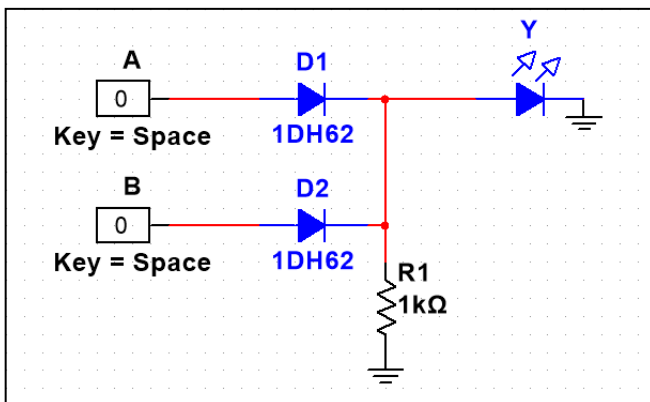 A
0
Key = Space
D1
1DH62
Y
B
0
Key = Space
D2
1DH62
R1
1kΩ